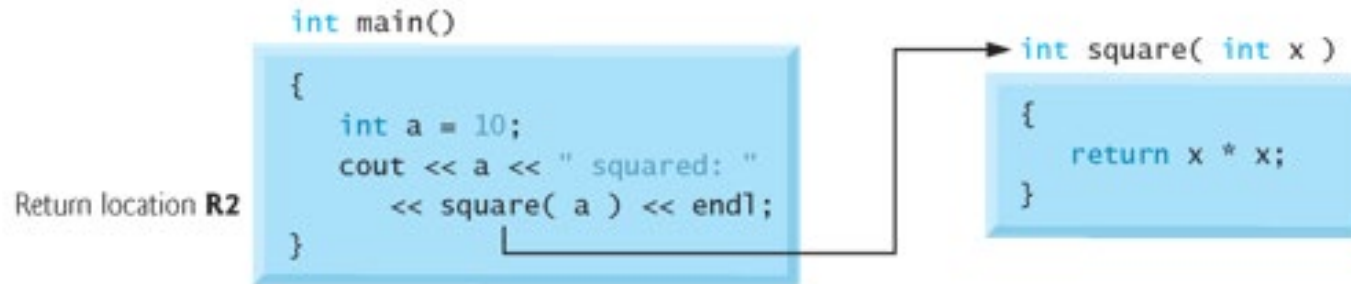 int main()
{
int a = 10;
cout << a << " squared: "
Return location R2
<< square( a ) << endl;
}
int square( int x )
{
return x * x;
}